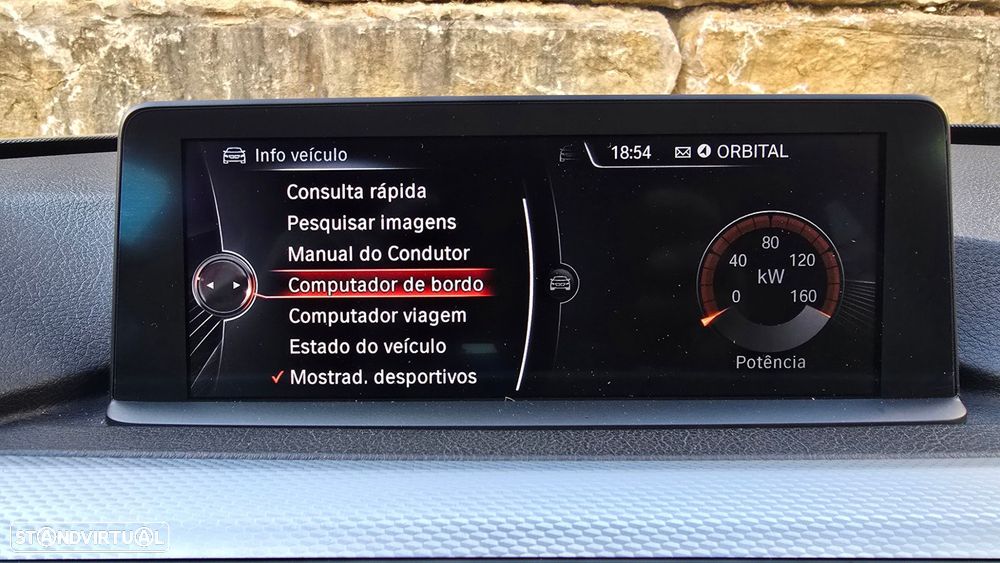 Info veículo
18:54 ORBITAL
Consulta rápida
Pesquisar imagens
Manual do Condutor
Computador de bordo
Computador viagem
Estado do veículo
✓ Mostrad. desportivos
80
40 120
kW
0 160
Potência
STANDVIRTUAL